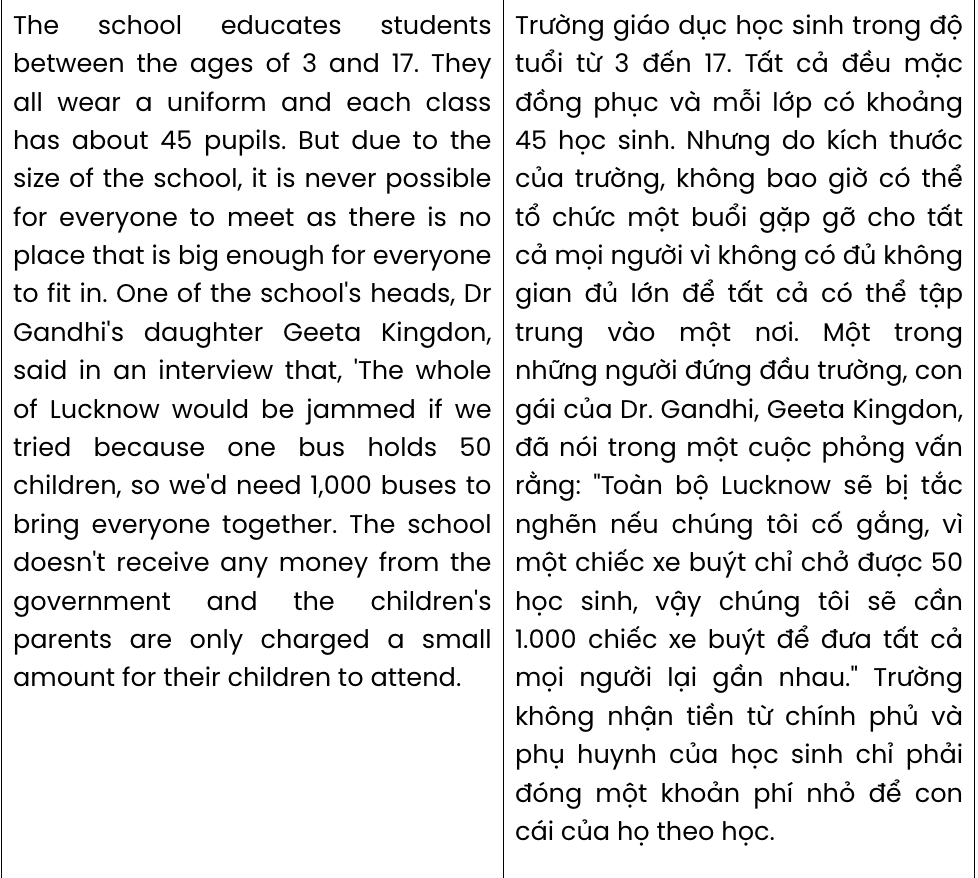 The school educates students
between the ages of 3 and 17. They
all wear a uniform and each class
has about 45 pupils. But due to the
size of the school, it is never possible
for everyone to meet as there is no
place that is big enough for everyone
to fit in. One of the school's heads, Dr
Gandhi's daughter Geeta Kingdon,
said in an interview that, 'The whole
of Lucknow would be jammed if we
tried because one bus holds 50
children, so we'd need 1,000 buses to
bring everyone together. The school
doesn't receive any money from the
government and the children's
parents are only charged a small
amount for their children to attend.
Trường giáo dục học sinh trong độ
tuổi từ 3 đến 17. Tất cả đều mặc
đồng phục và mỗi lớp có khoảng
45 học sinh. Nhưng do kích thước
của trường, không bao giờ có thể
tổ chức một buổi gặp gỡ cho tất
cả mọi người vì không có đủ không
gian đủ lớn để tất cả có thể tập
trung vào một nơi. Một trong
những người đứng đầu trường, con
gái của Dr. Gandhi, Geeta Kingdon,
đã nói trong một cuộc phỏng vấn
rằng: "Toàn bộ Lucknow sẽ bị tắc
nghẽn nếu chúng tôi cố gắng, vì
một chiếc xe buýt chỉ chở được 50
học sinh, vậy chúng tôi sẽ cần
1.000 chiếc xe buýt để đưa tất cả
mọi người lại gần nhau." Trường
không nhận tiền từ chính phủ và
phụ huynh của học sinh chỉ phải
đóng một khoản phí nhỏ để con
cái của họ theo học.